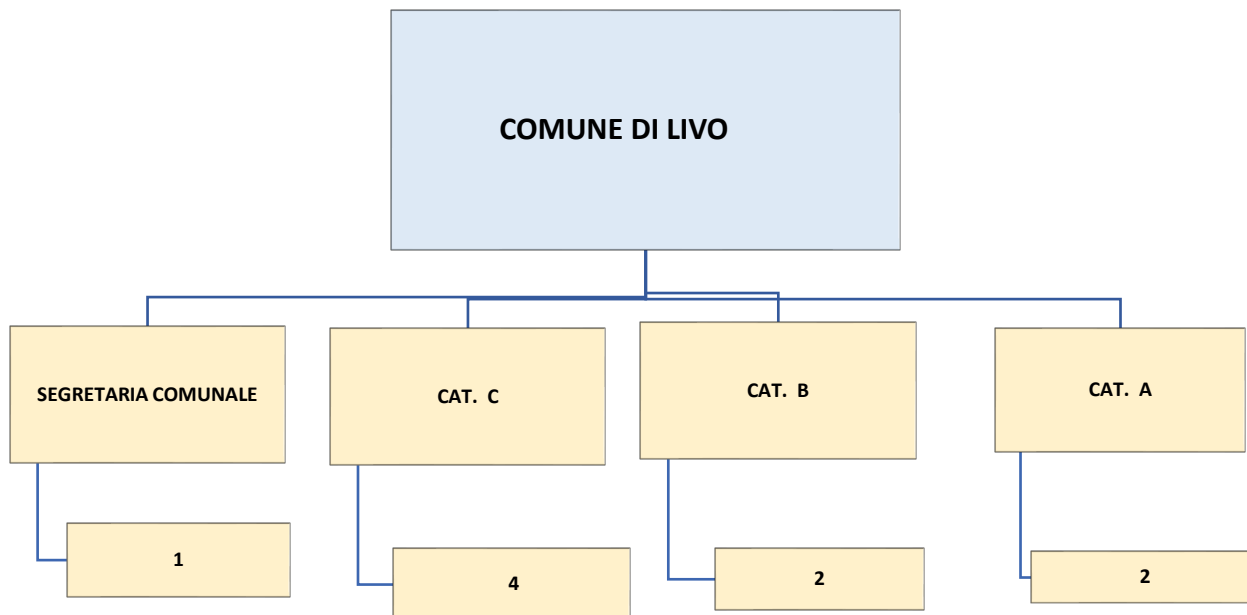 COMUNE DI LIVO
SEGRETARIA COMUNALE
CAT. C
CAT. B
CAT. A
1
4
2
2